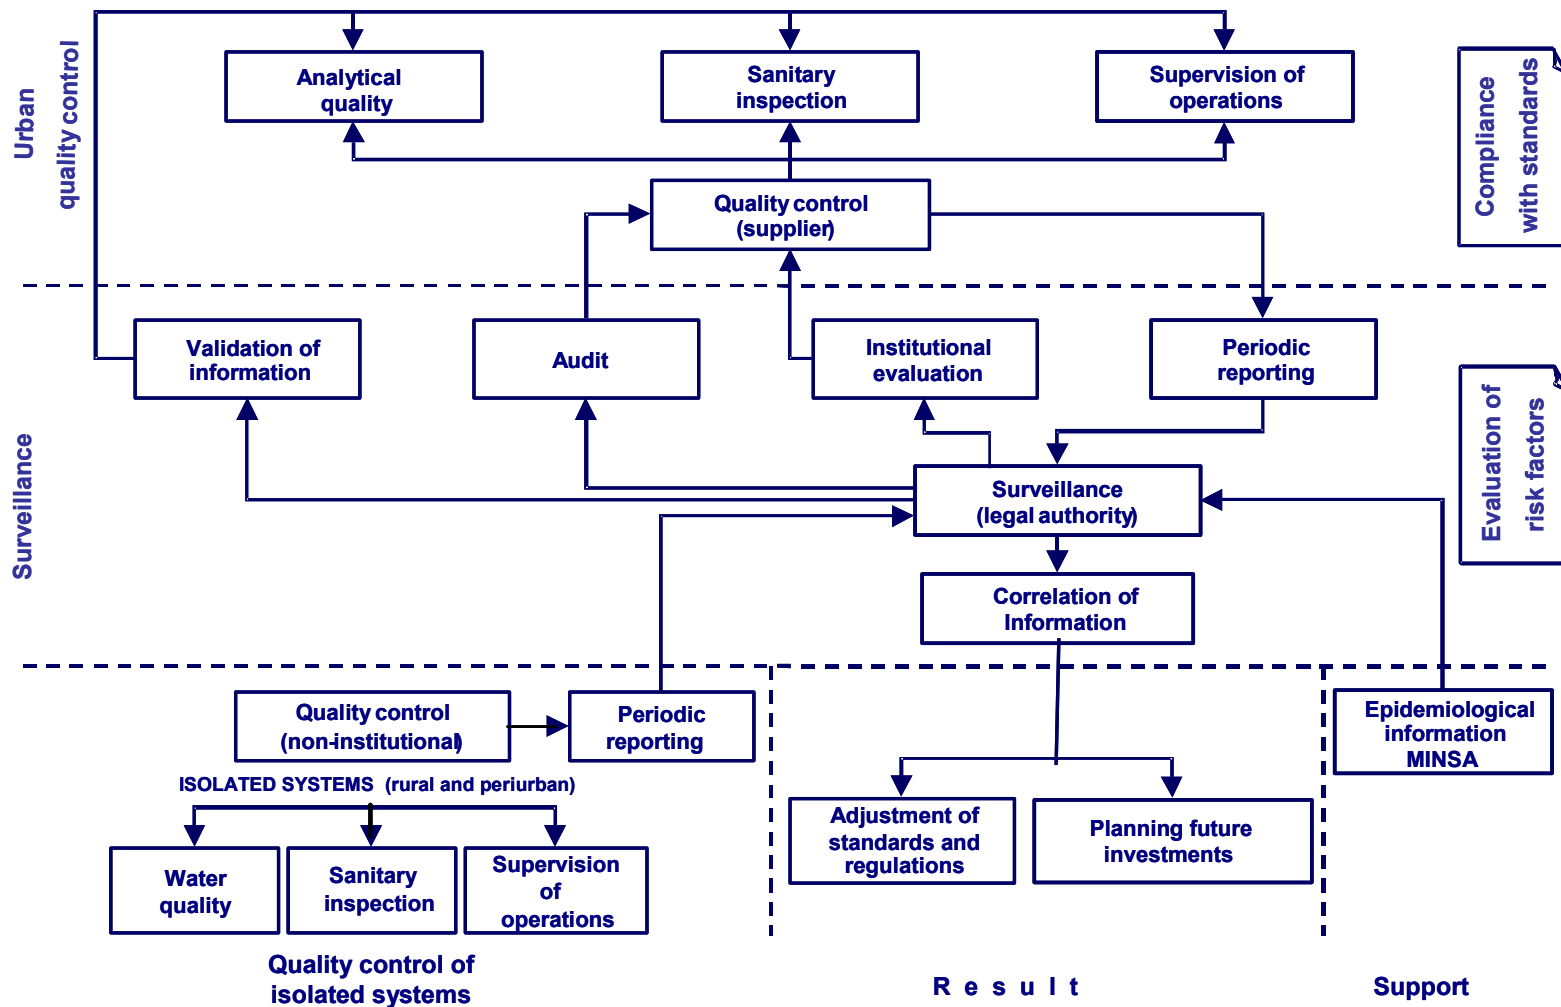 Urban
quality control
Analytical
quality
Sanitary
inspection
Supervision of
operations
Compliance
with standards
Quality control
(supplier)
Surveillance
Validation of
information
Audit
Institutional
evaluation
Periodic
reporting
Evaluation of
risk factors
Surveillance
(legal authority)
Correlation of
Information
Quality control
(non-institutional)
Periodic
reporting
Epidemiological
information
MINSA
ISOLATED SYSTEMS (rural and periurban)
Water
quality
Sanitary
inspection
Supervision
of
operations
Adjustment of
standards and
regulations
Planning future
investments
Quality control of
isolated systems
R e s u l t
Support